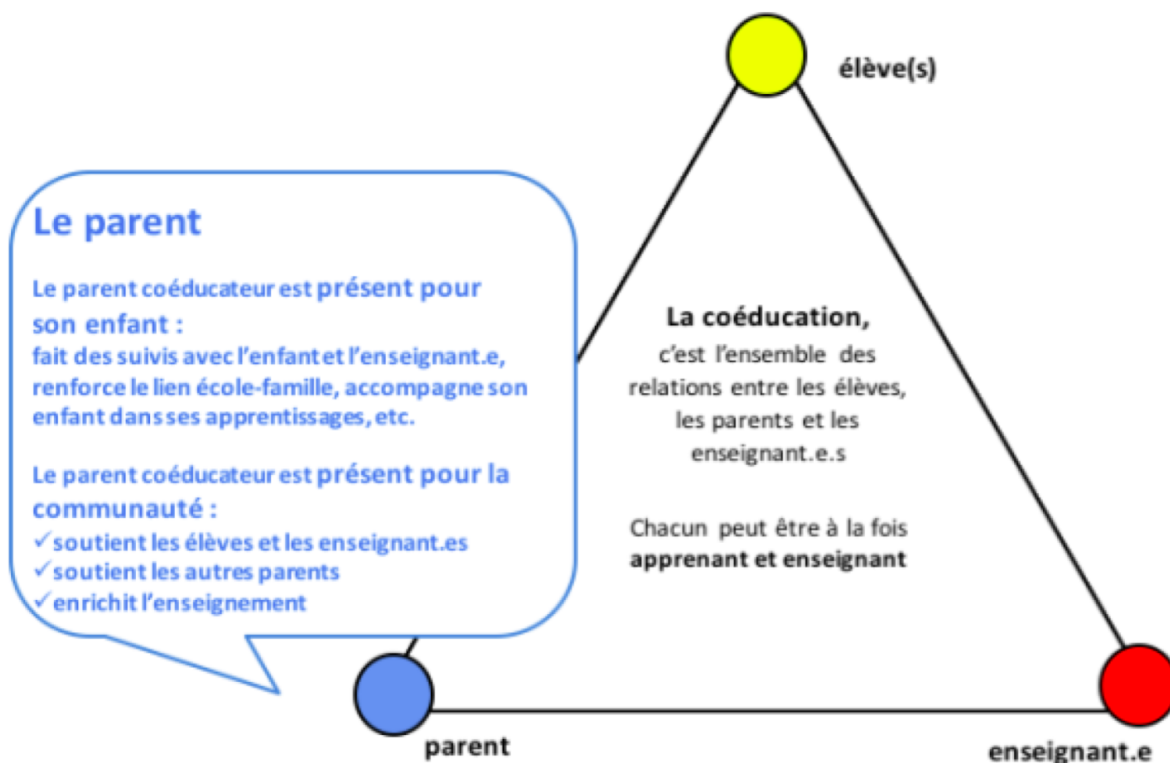 élève(s)
Le parent
Le parent coéducateur est présent pour
son enfant :
fait des suivis avec l'enfant et l'enseignant.e,
renforce le lien école-famille, accompagne son
enfant dans ses apprentissages, etc.
Le parent coéducateur est présent pour la
communauté :
✓soutient les élèves et les enseignant.es
✓soutient les autres parents
✓enrichit l'enseignement
La coéducation,
c'est l'ensemble des
relations entre les élèves,
les parents et les
enseignant.e.s
Chacun peut être à la fois
apprenant et enseignant
parent
enseignant.e